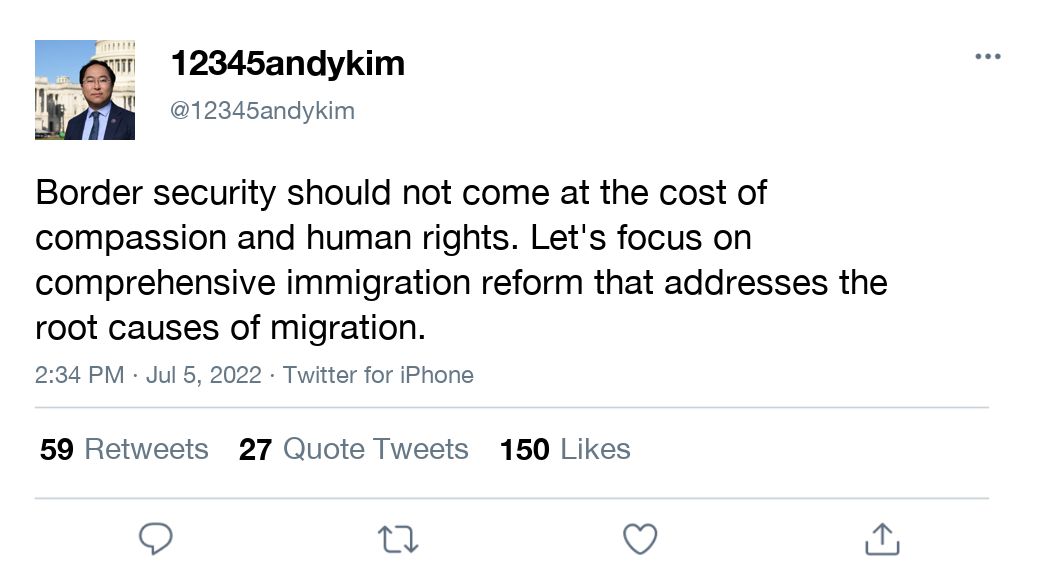 12345andykim
@12345andykim
Border security should not come at the cost of
compassion and human rights. Let's focus on
comprehensive immigration reform that addresses the
root causes of migration.
2:34 PM · Jul 5, 2022 · Twitter for iPhone
59 Retweets 27 Quote Tweets 150 Likes